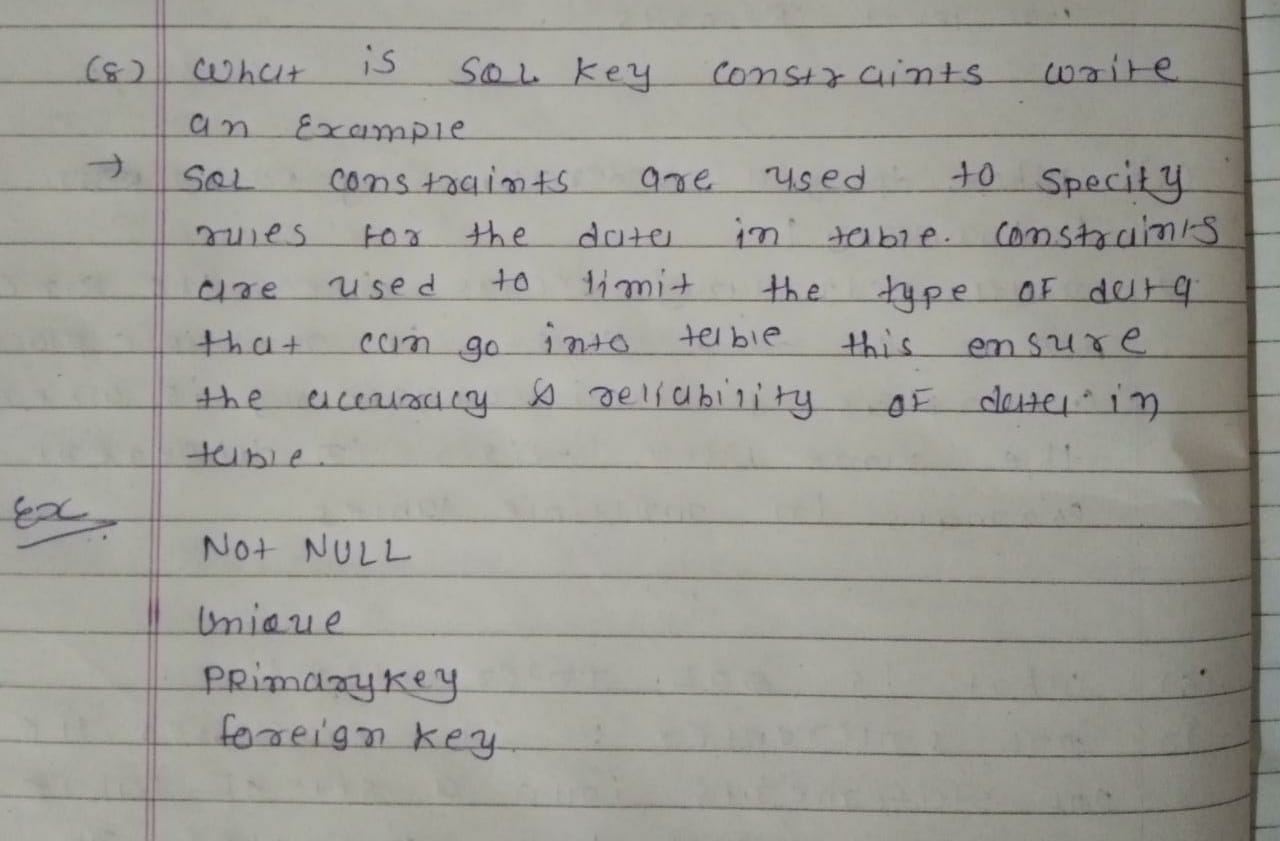 (8) What is SQL Key constraints write
an Example
→ SQL constraints are used to specify
rules for the data in table. Constraints
are used to limit the type of data
that can go into table this ensure
the accuracy & reliability of data in
table.
Ex.
Not NULL
Unique
PRimary key
foreign key.